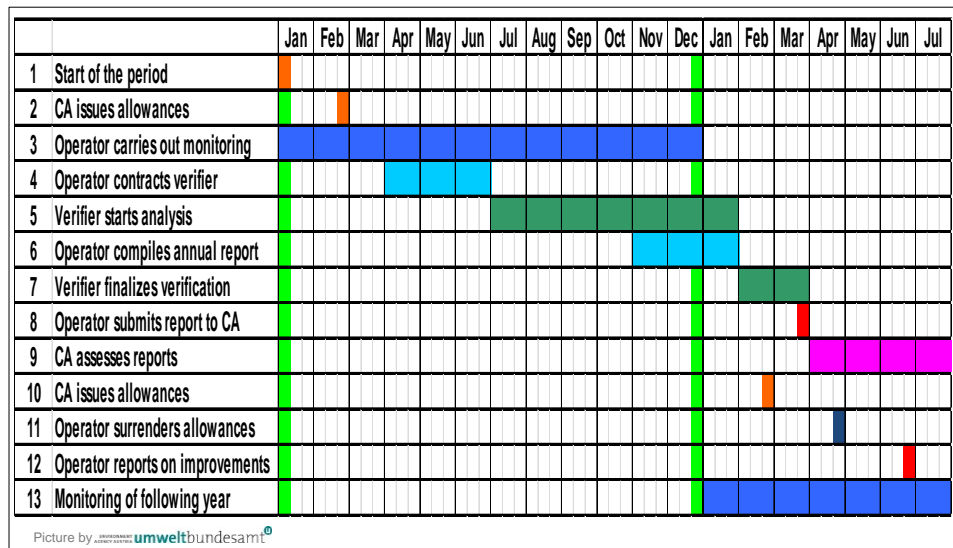 Jan Feb Mar Apr May Jun Jul Aug Sep Oct Nov Dec Jan Feb Mar Apr May Jun Jul
1 Start of the period
2 CA issues allowances
3 Operator carries out monitoring
4 Operator contracts verifier
5 Verifier starts analysis
6 Operator compiles annual report
7 Verifier finalizes verification
8 Operator submits report to CA
9 CA assesses reports
10 CA issues allowances
11 Operator surrenders allowances
12 Operator reports on improvements
13 Monitoring of following year
Picture by ENVIRONMENT AGENCY AUSTRIA umweltbundesamt u